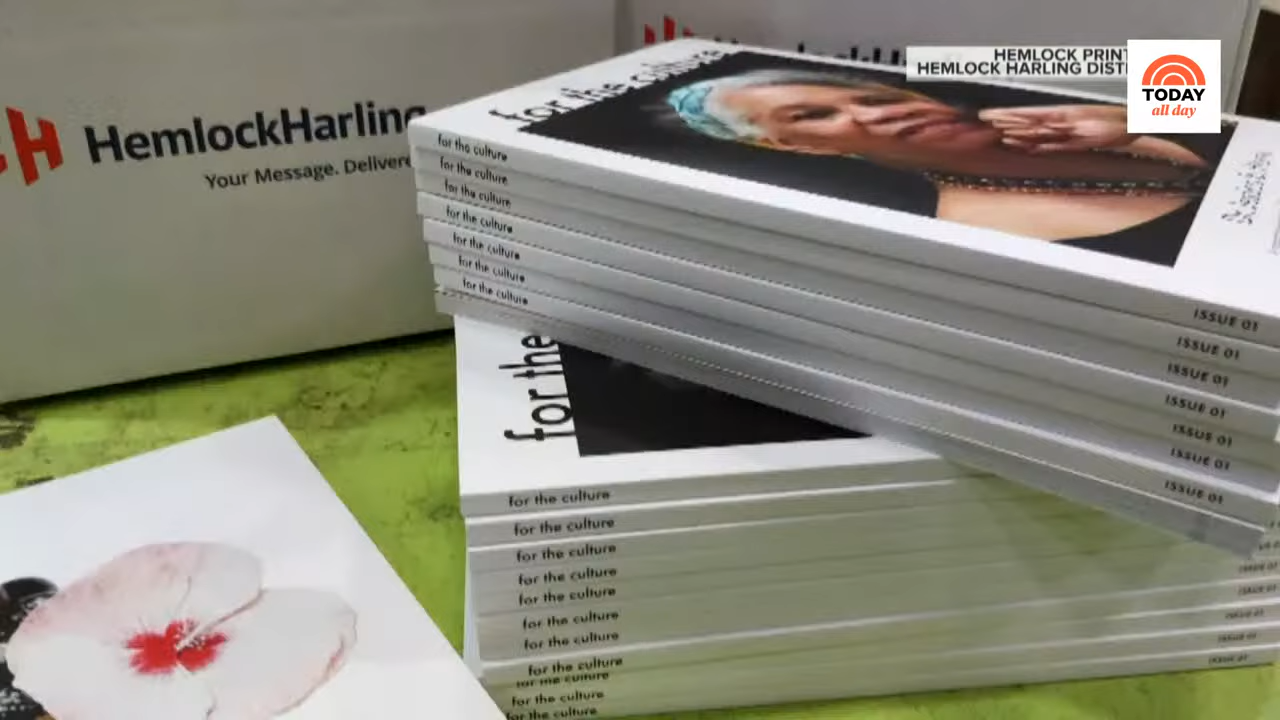 HEMLOCK PRINT
HEMLOCK HARLING DIST
TODAY
all day
HemlockHarling
Your Message. Delivere
for the culture
for the culture
for the culture
for the culture
for the culture
for the culture
for the culture
for the culture
ISSUE 01
ISSUE 01
ISSUE 01
ISSUE 01
ISSUE 01
ISSUE 01
ISSUE 01
for the
for the culture
for the culture
for the culture
for the culture
for the culture
for the culture
for the culture
for the culture
for the culture
for the culture
for the culture